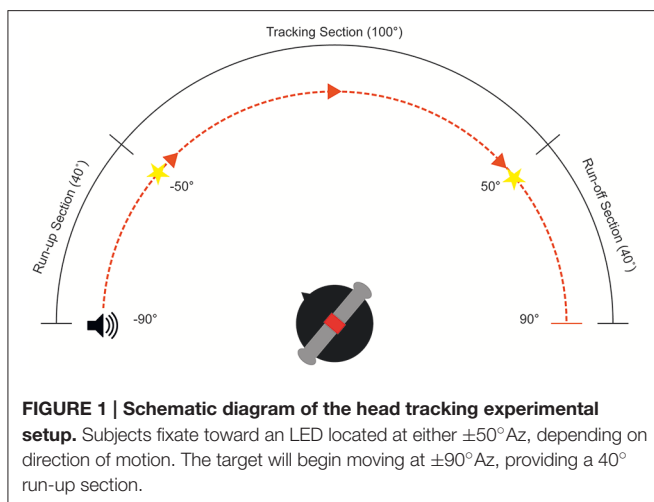 Tracking Section (100°)
Run-up Section (40°)
Run-off Section (40°)
-50°
50°
-90°
90°
FIGURE 1 | Schematic diagram of the head tracking experimental
setup. Subjects fixate toward an LED located at either ±50°Az, depending on
direction of motion. The target will begin moving at ±90°Az, providing a 40°
run-up section.